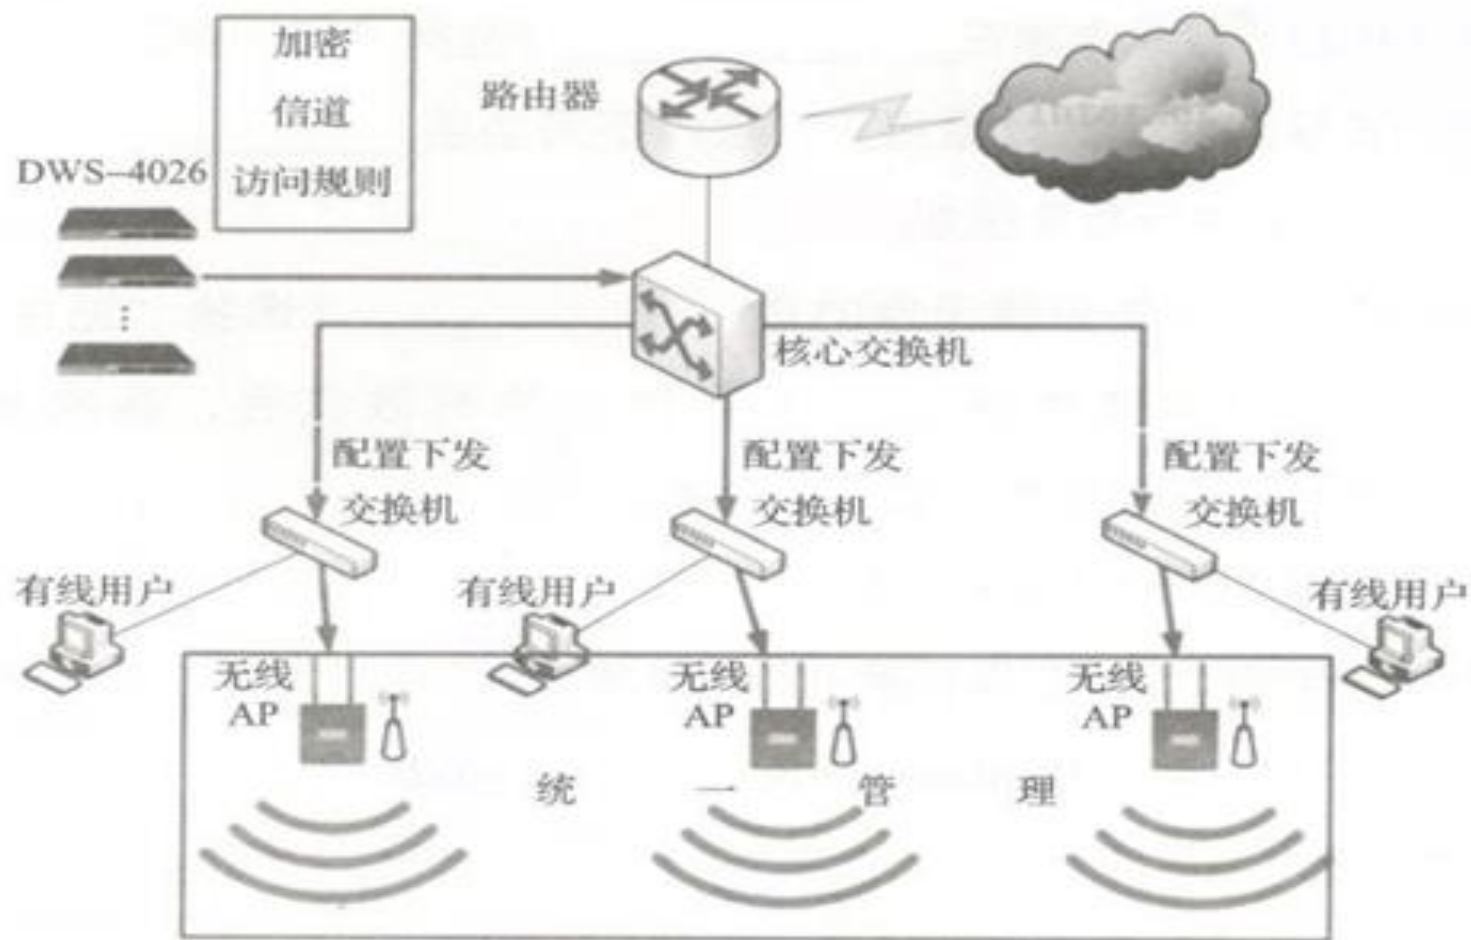 加密
信道
访问规则
DWS-4026
路由器
核心交换机
配置下发
交换机
配置下发
交换机
配置下发
交换机
有线用户
有线用户
有线用户
无线
AP
无线
AP
无线
AP
统一管理